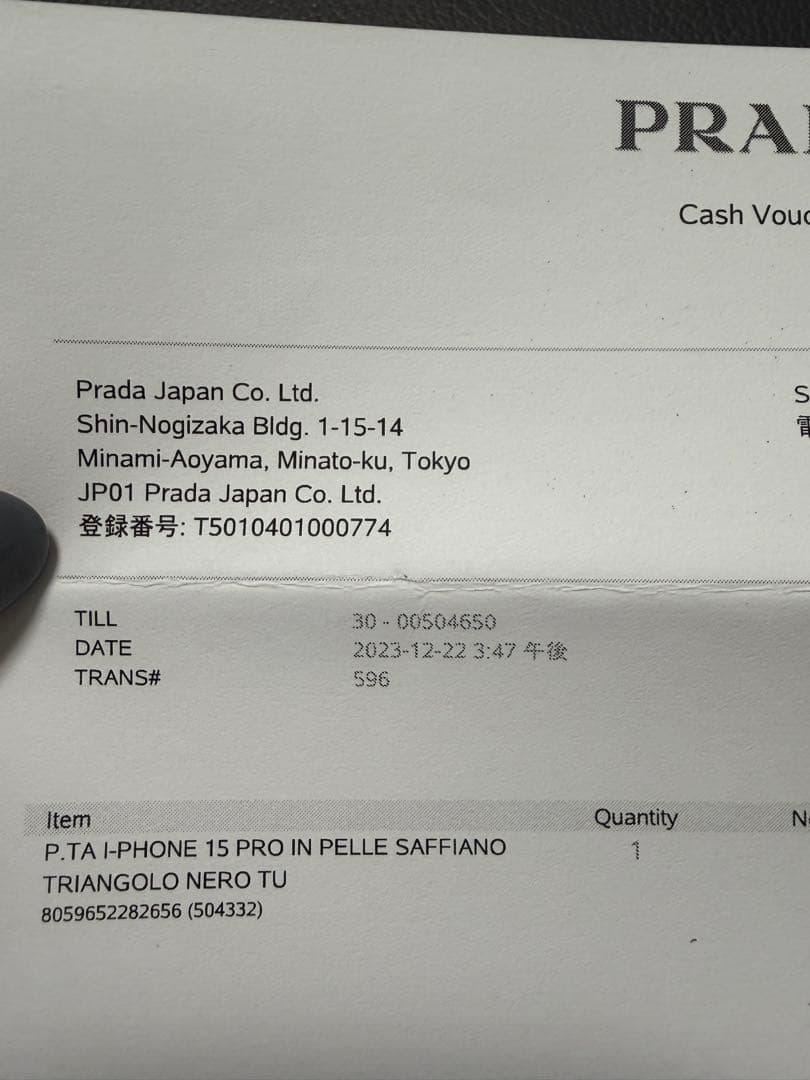 PRA
Cash Vouc
Prada Japan Co. Ltd.
Shin-Nogizaka Bldg. 1-15-14
Minami-Aoyama, Minato-ku, Tokyo
JP01 Prada Japan Co. Ltd.
登録番号: T5010401000774
S
電
TILL 30 - 00504650
DATE 2023-12-22 3:47 午後
TRANS# 596
Item Quantity N
P.TA I-PHONE 15 PRO IN PELLE SAFFIANO 1
TRIANGOLO NERO TU
8059652282656 (504332)